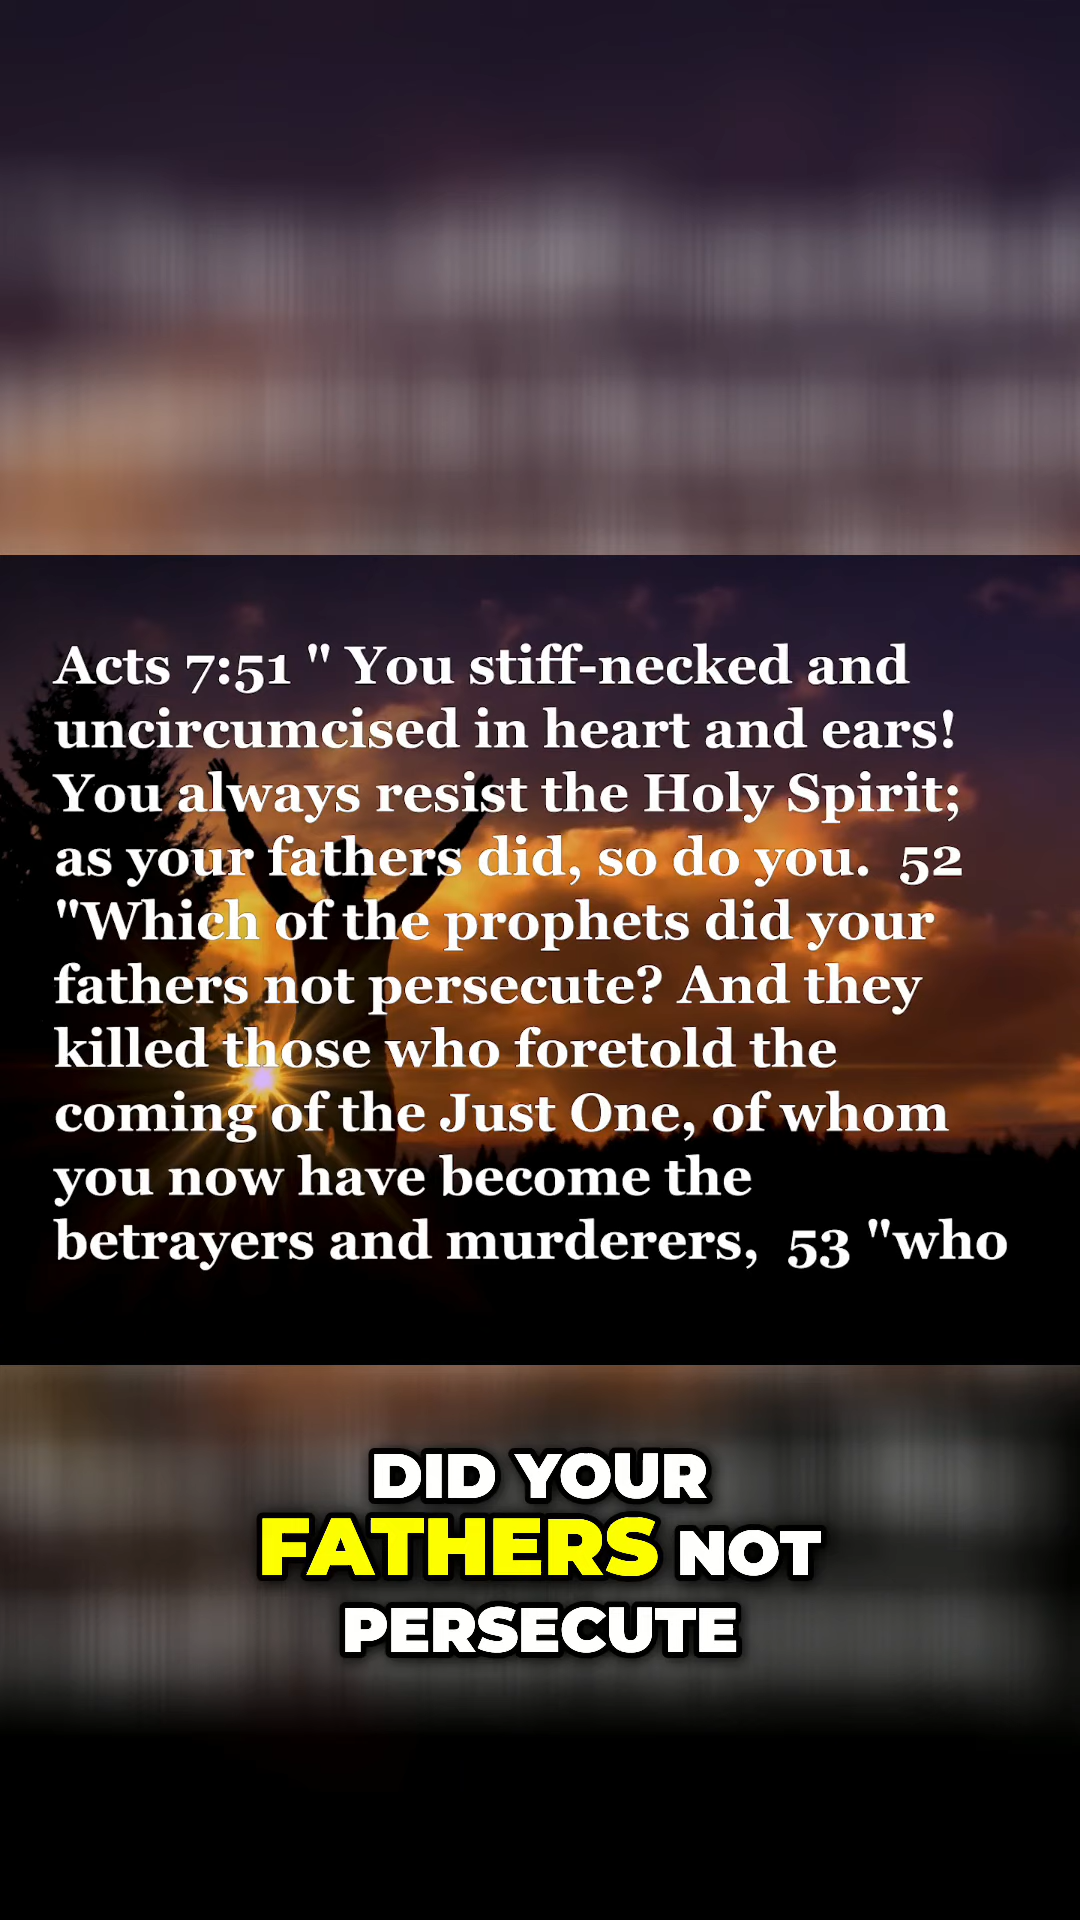 Acts 7:51 " You stiff-necked and
uncircumcised in heart and ears!
You always resist the Holy Spirit;
as your fathers did, so do you.  52
"Which of the prophets did your
fathers not persecute? And they
killed those who foretold the
coming of the Just One, of whom
you now have become the
betrayers and murderers,  53 "who
DID YOUR
FATHERS NOT
PERSECUTE